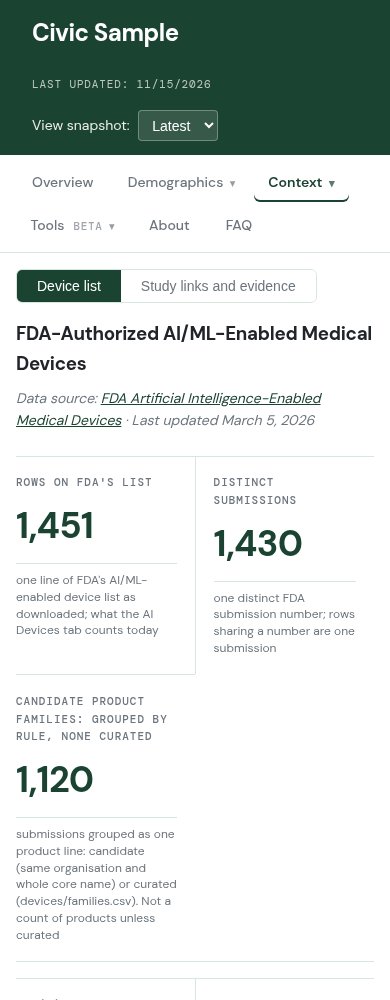 Civic Sample
LAST UPDATED: 11/15/2026
View snapshot: Latest
Overview
Demographics ▾
Context ▾
Tools BETA ▾
About
FAQ
Device list
Study links and evidence
FDA-Authorized AI/ML-Enabled Medical
Devices
Data source: FDA Artificial Intelligence-Enabled
Medical Devices · Last updated March 5, 2026
ROWS ON FDA'S LIST
1,451
one line of FDA's AI/ML-
enabled device list as
downloaded; what the AI
Devices tab counts today
DISTINCT
SUBMISSIONS
1,430
one distinct FDA
submission number; rows
sharing a number are one
submission
CANDIDATE PRODUCT
FAMILIES: GROUPED BY
RULE, NONE CURATED
1,120
submissions grouped as one
product line: candidate
(same organisation and
whole core name) or curated
(devices/families.csv). Not a
count of products unless
curated